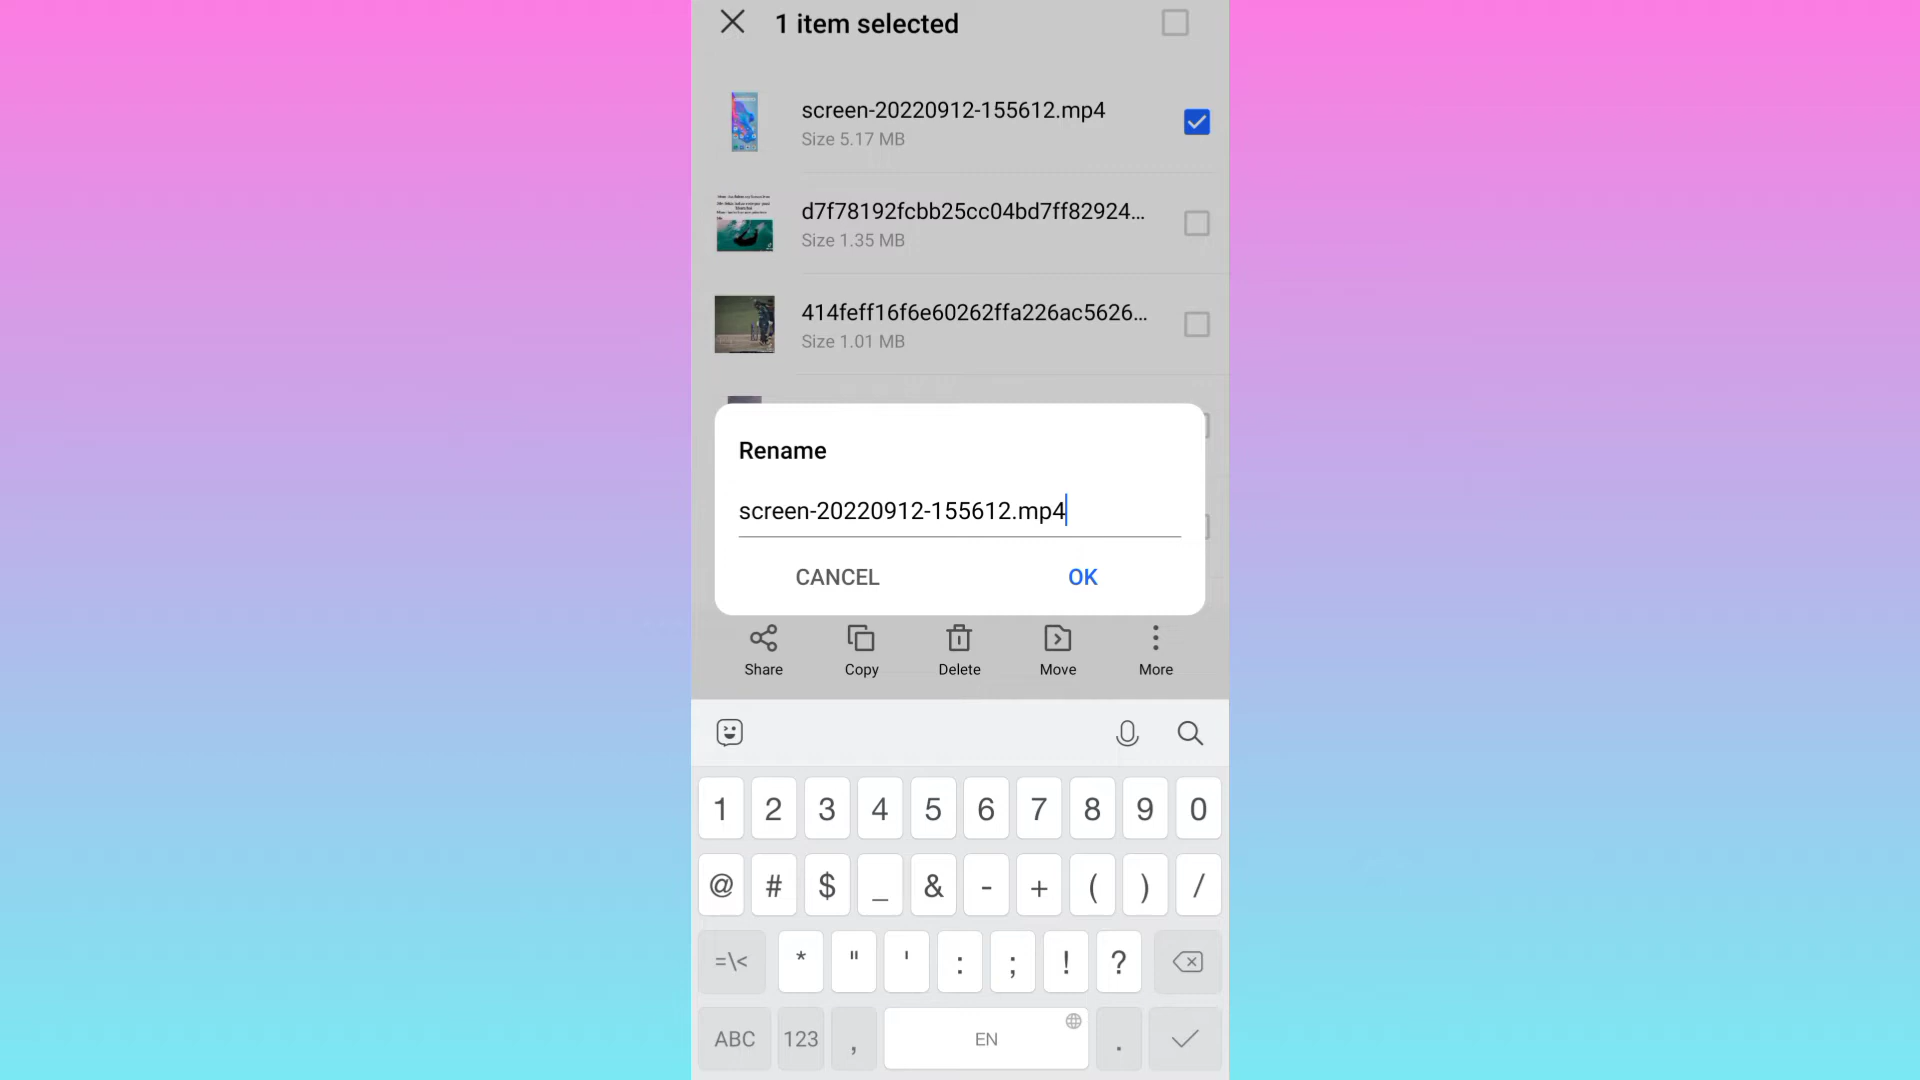 1 item selected
screen-20220912-155612.mp4
Size 5.17 MB
d7f78192fcbb25cc04bd7ff82924...
Size 1.35 MB
414feff16f6e60262ffa226ac5626...
Size 1.01 MB
Rename
screen-20220912-155612.mp4
CANCEL OK
Share Copy Delete Move More
1 2 3 4 5 6 7 8 9 0
@ # $ _ & - + ( ) /
=\< * " ' : ; ! ?
ABC 123 , EN .